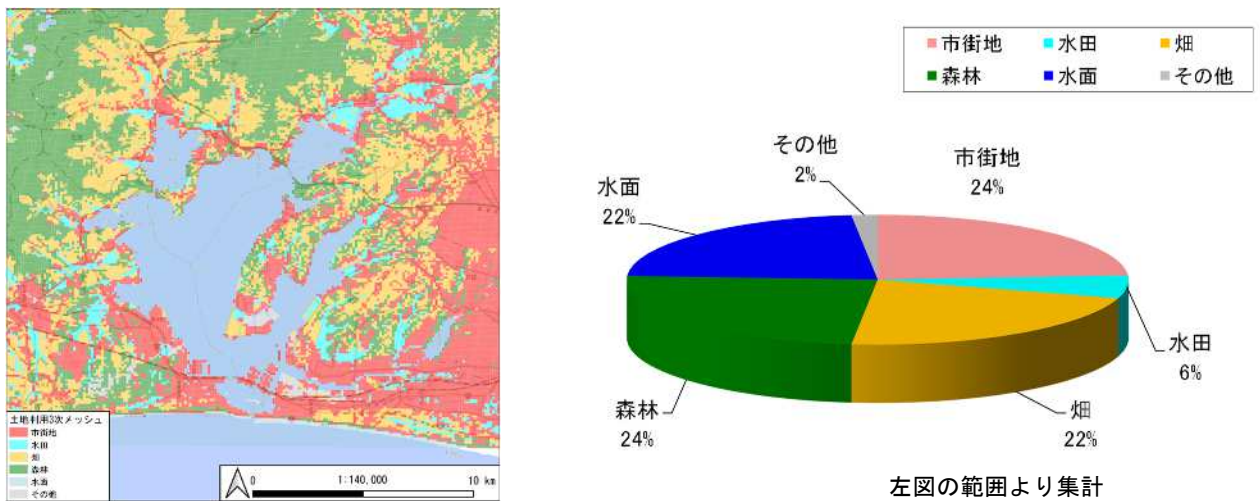 土地利用3次メッシュ
市街地
水田
畑
森林
水面
その他
0 1:140,000 10 km
市街地 水田 畑
森林 水面 その他
その他
2%
市街地
24%
水面
22%
水田
6%
森林
24%
畑
22%
左図の範囲より集計